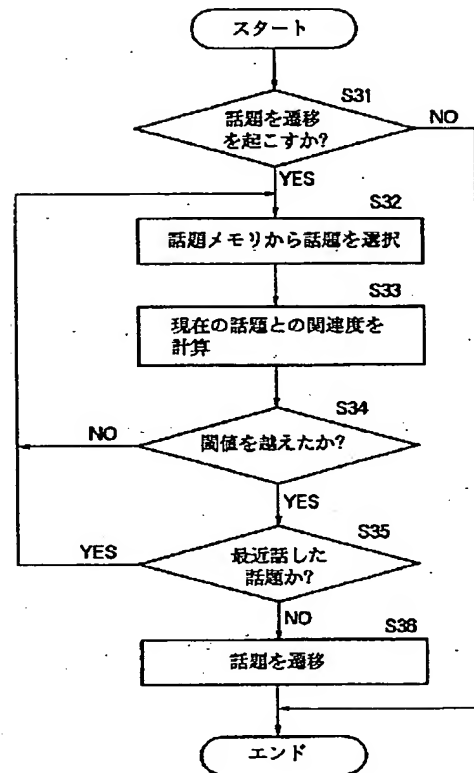 スタート
S31
話題を遷移
を起こすか?
NO
YES
S32
話題メモリから話題を選択
S33
現在の話題との関連度を
計算
S34
NO
閾値を越えたか?
YES
S35
YES
最近話した
話題か?
NO
S36
話題を遷移
エンド